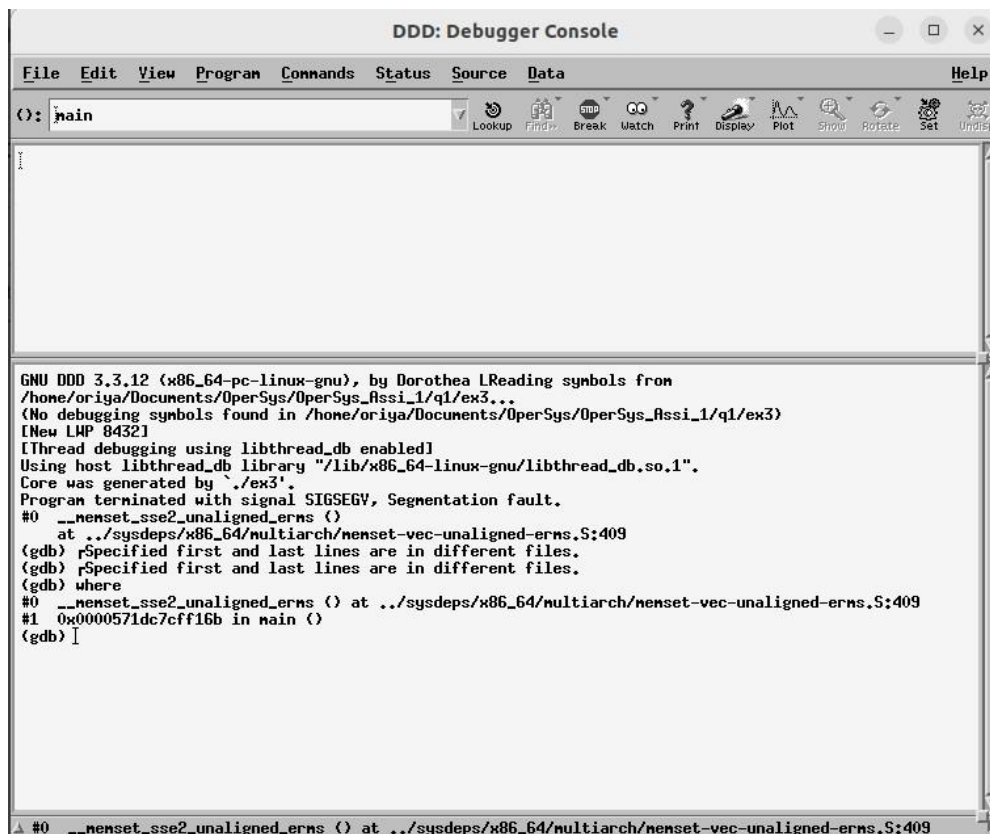 DDD: Debugger Console
File Edit View Program Commands Status Source Data Help
(): main
Lookup Find» Break Watch Print Display Plot Show Rotate Set Undisp
GNU DDD 3.3.12 (x86_64-pc-linux-gnu), by Dorothea LReading symbols from
/home/oriya/Documents/OperSys/OperSys_Assi_1/q1/ex3...
(No debugging symbols found in /home/oriya/Documents/OperSys/OperSys_Assi_1/q1/ex3)
[New LWP 8432]
[Thread debugging using libthread_db enabled]
Using host libthread_db library "/lib/x86_64-linux-gnu/libthread_db.so.1".
Core was generated by `./ex3'.
Program terminated with signal SIGSEGV, Segmentation fault.
#0 __memset_sse2_unaligned_erms ()
at ../sysdeps/x86_64/multiarch/memset-vec-unaligned-erms.S:409
(gdb) ┌Specified first and last lines are in different files.
(gdb) ┌Specified first and last lines are in different files.
(gdb) where
#0 __memset_sse2_unaligned_erms () at ../sysdeps/x86_64/multiarch/memset-vec-unaligned-erms.S:409
#1 0x0000571dc7cff16b in main ()
(gdb)
#0 __memset_sse2_unaligned_erms () at ../sysdeps/x86_64/multiarch/memset-vec-unaligned-erms.S:409